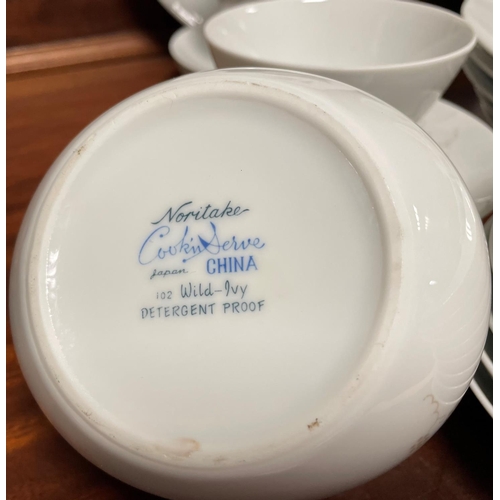 Noritake
Cook'n Serve
Japan CHINA
102 Wild-Ivy
DETERGENT PROOF